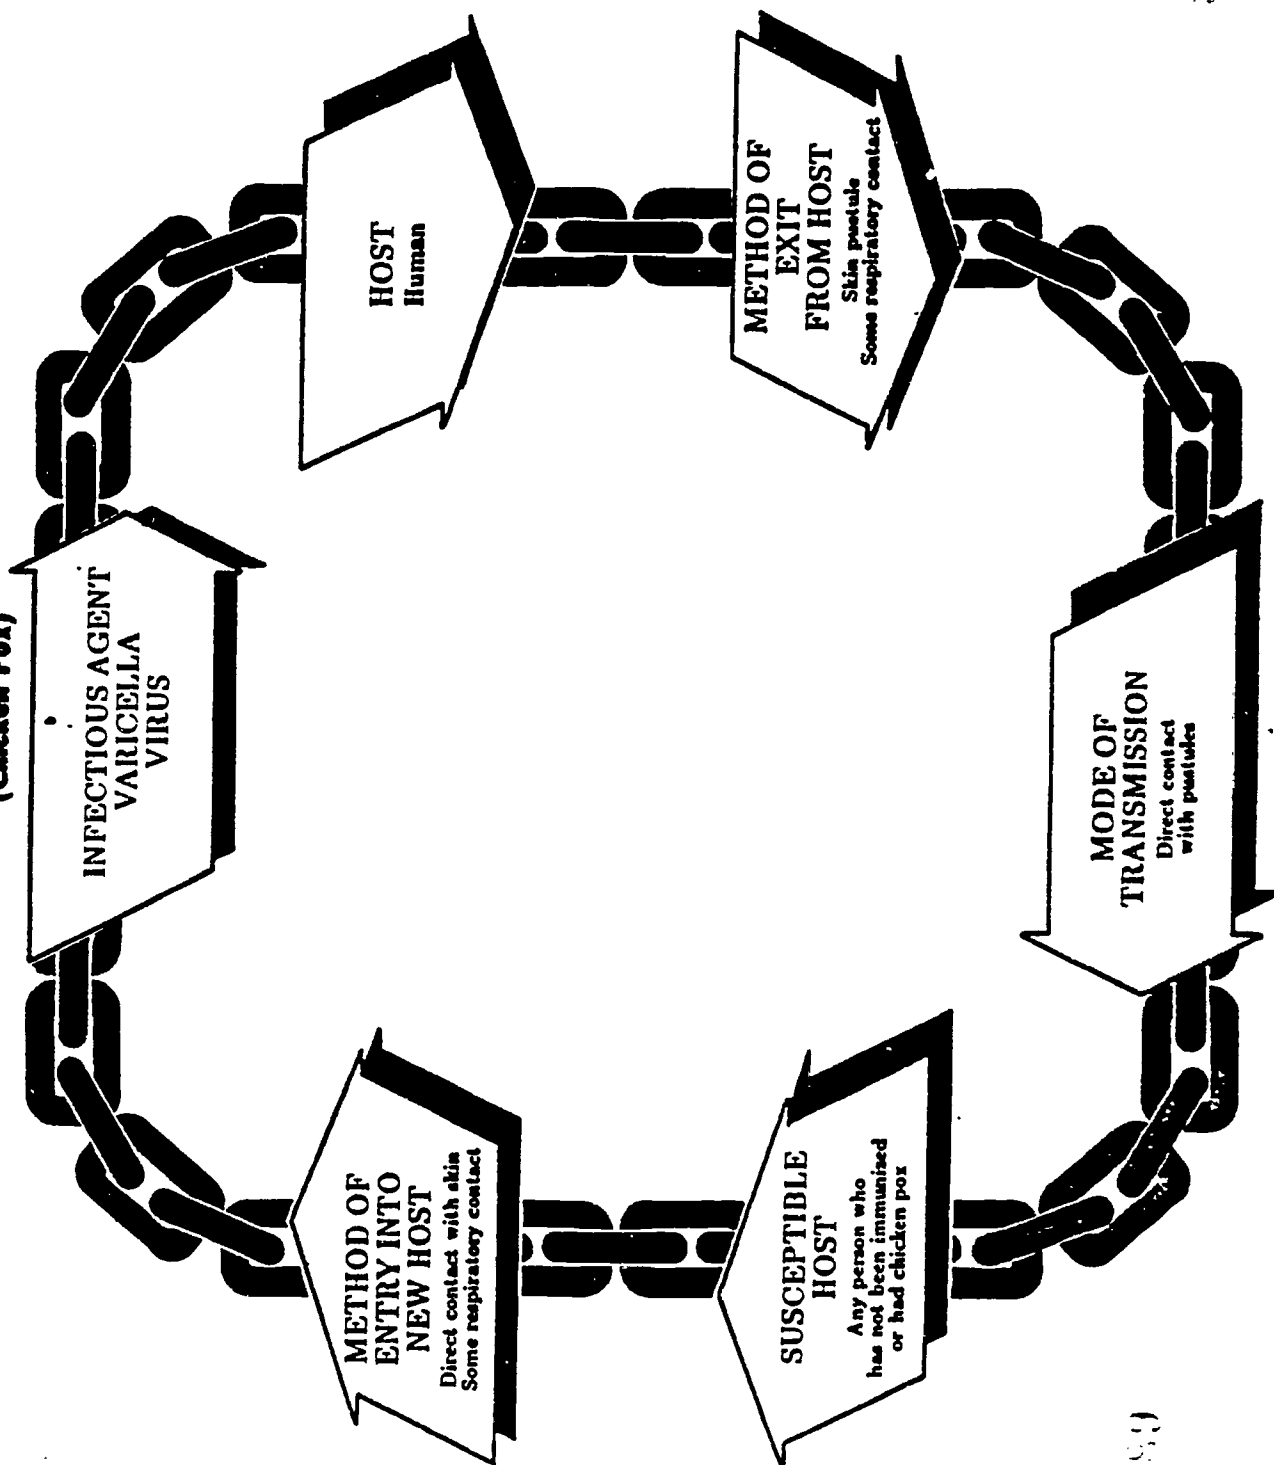 (Chicken Pox)
INFECTIOUS AGENT
VARICELLA
VIRUS
HOST
Human
METHOD OF
EXIT
FROM HOST
Skin pustule
Some respiratory contact
MODE OF
TRANSMISSION
Direct contact
with pustules
SUSCEPTIBLE
HOST
Any person who
has not been immunized
or had chicken pox
METHOD OF
ENTRY INTO
NEW HOST
Direct contact with skin
Some respiratory contact